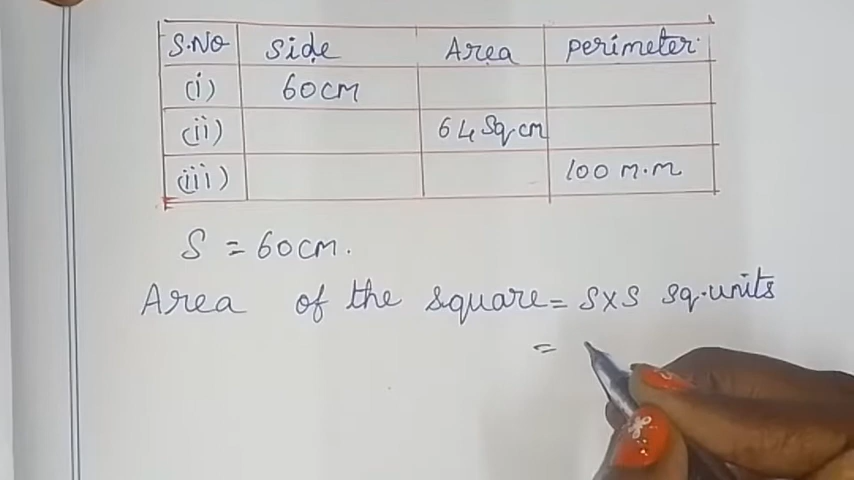 S.No Side Area perimeter
(i) 60cm
(ii) 64 Sq.cm
(iii) 100 m.m
S = 60cm.
Area of the square = S×S sq.units
=